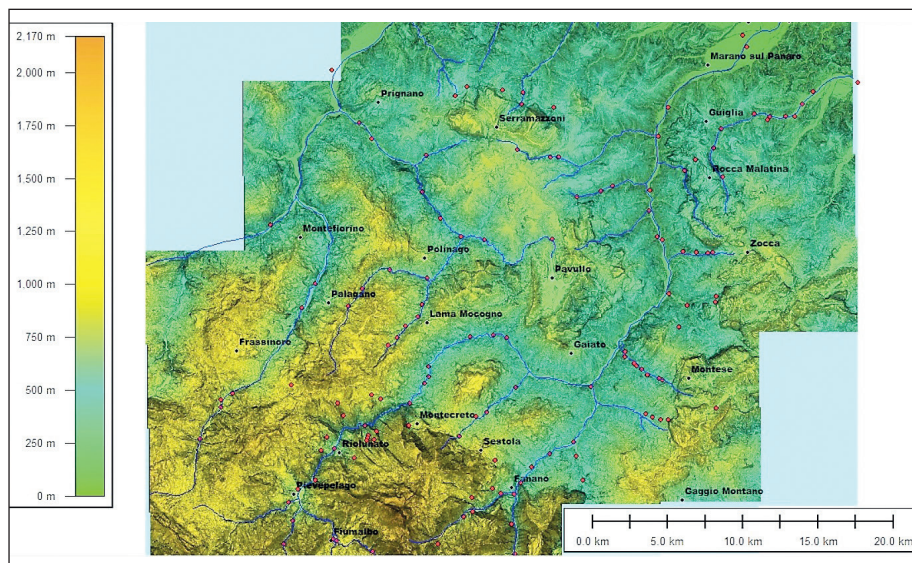 2,170 m
2,000 m
1,750 m
1,500 m
1,250 m
1,000 m
750 m
500 m
250 m
0 m
Marano sul Panaro
Prignano
Guiglia
Serramazzoni
Rocca Malatina
Montefiorino
Polinago
Zocca
Pavullo
Palagano
Lama Mocogno
Frassinoro
Gaiato
Montese
Montecreto
Riolunato
Sestola
Fanano
Pievepelago
Gaggio Montano
Fiumalbo
0.0 km 5.0 km 10.0 km 15.0 km 20.0 km